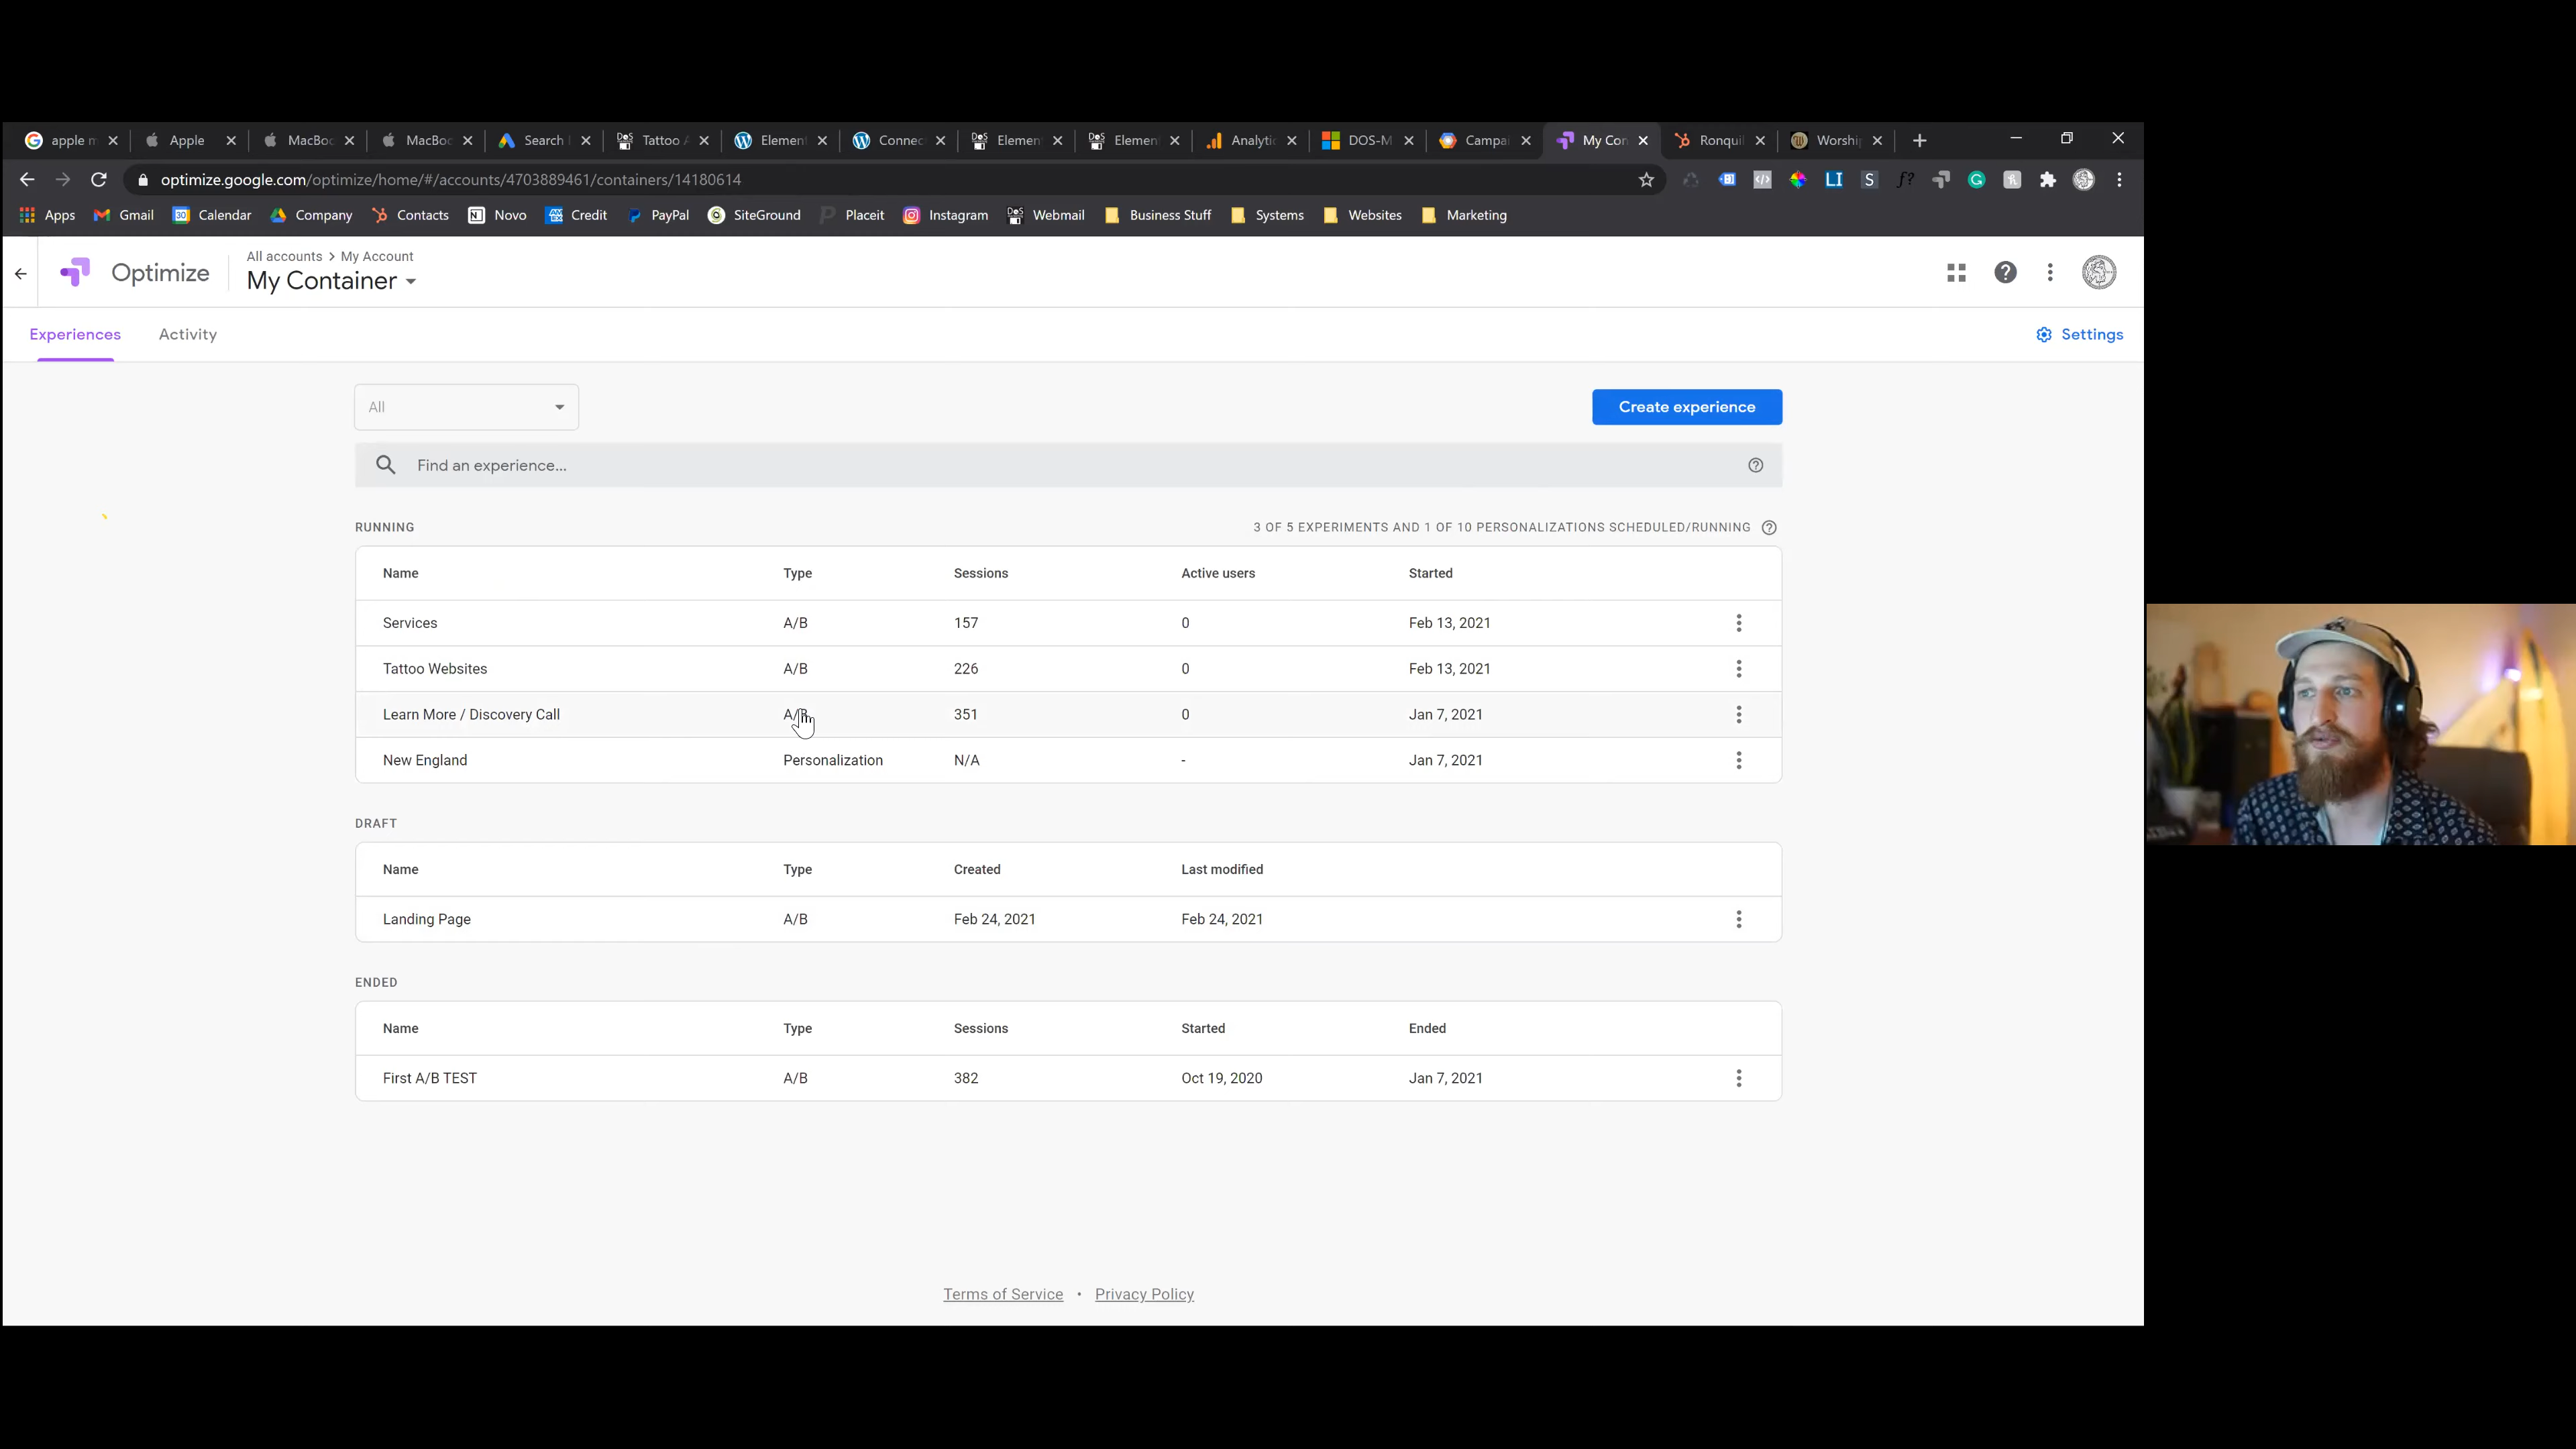 apple m
Apple
MacBoo
MacBoo
Search
Tattoo A
Elemen
Connec
Elemen
Elemen
Analytic
DOS-M
Campai
My Con
Ronquil
Worship
optimize.google.com/optimize/home/#/accounts/4703889461/containers/14180614
Apps Gmail Calendar Company Contacts Novo Credit PayPal SiteGround Placeit Instagram Webmail Business Stuff Systems Websites Marketing
Optimize
All accounts > My Account
My Container
Experiences Activity Settings
All
Create experience
Find an experience...
RUNNING 3 OF 5 EXPERIMENTS AND 1 OF 10 PERSONALIZATIONS SCHEDULED/RUNNING
Name Type Sessions Active users Started
Services A/B 157 0 Feb 13, 2021
Tattoo Websites A/B 226 0 Feb 13, 2021
Learn More / Discovery Call A/B 351 0 Jan 7, 2021
New England Personalization N/A - Jan 7, 2021
DRAFT
Name Type Created Last modified
Landing Page A/B Feb 24, 2021 Feb 24, 2021
ENDED
Name Type Sessions Started Ended
First A/B TEST A/B 382 Oct 19, 2020 Jan 7, 2021
Terms of Service • Privacy Policy